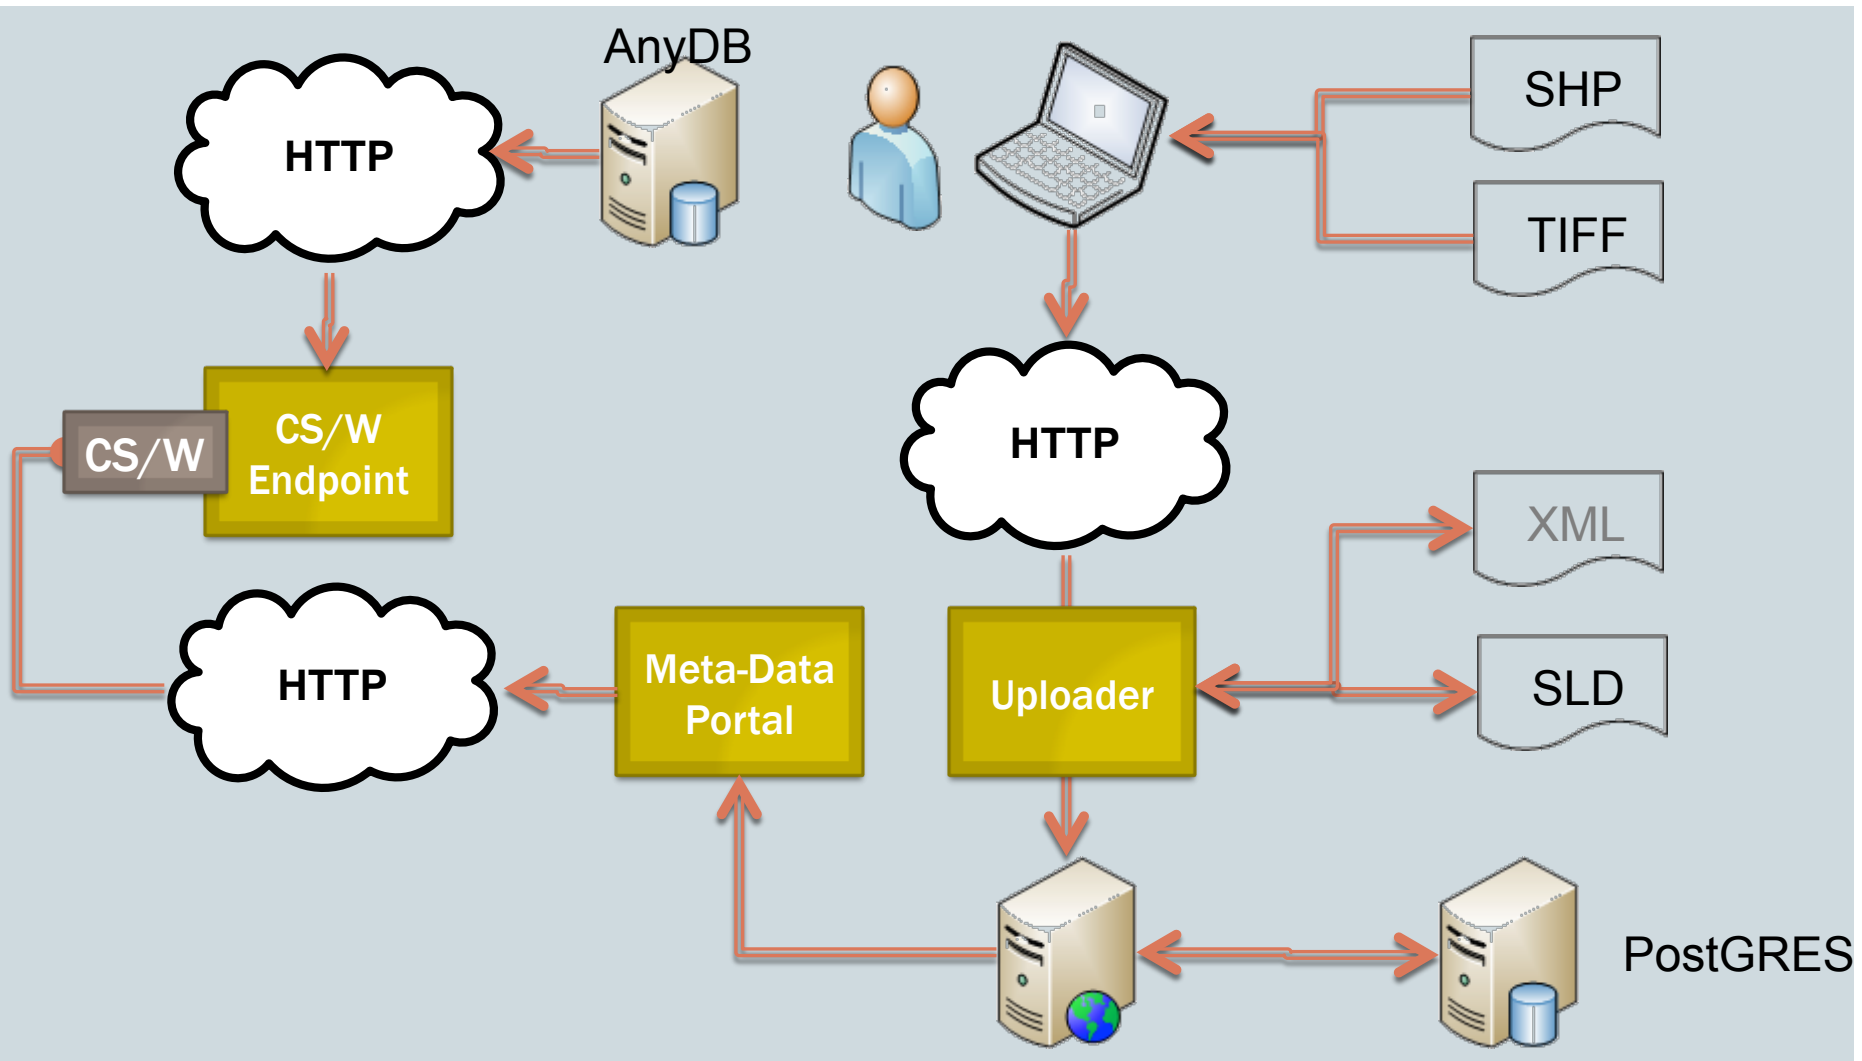 AnyDB
HTTP
SHP
TIFF
CS/W
CS/W
Endpoint
HTTP
XML
HTTP
Meta-Data
Portal
Uploader
SLD
PostGRES